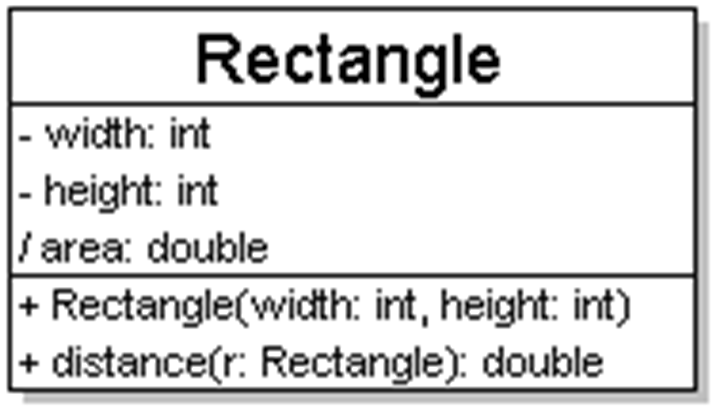 Rectangle
- width: int
- height: int
/ area: double
+ Rectangle(width: int, height: int)
+ distance(r: Rectangle): double